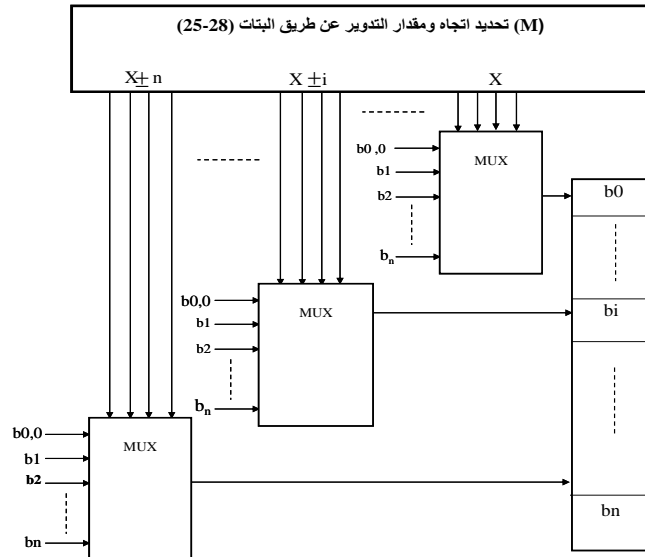 (M) تحديد اتجاه ومقدار التدوير عن طريق البتات (25-28)
X± n
X ±i
X
b0 ,0
b1
b2
bn
MUX
b0
b0,0
b1
b2
bn
MUX
bi
b0,0
b1
b2
bn
MUX
bn